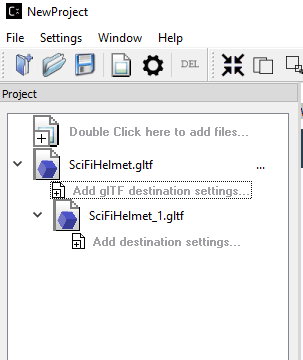 NewProject
File Settings Window Help
DEL
Project
Double Click here to add files...
SciFiHelmet.gltf ...
Add glTF destination settings...
SciFiHelmet_1.gltf
Add destination settings...